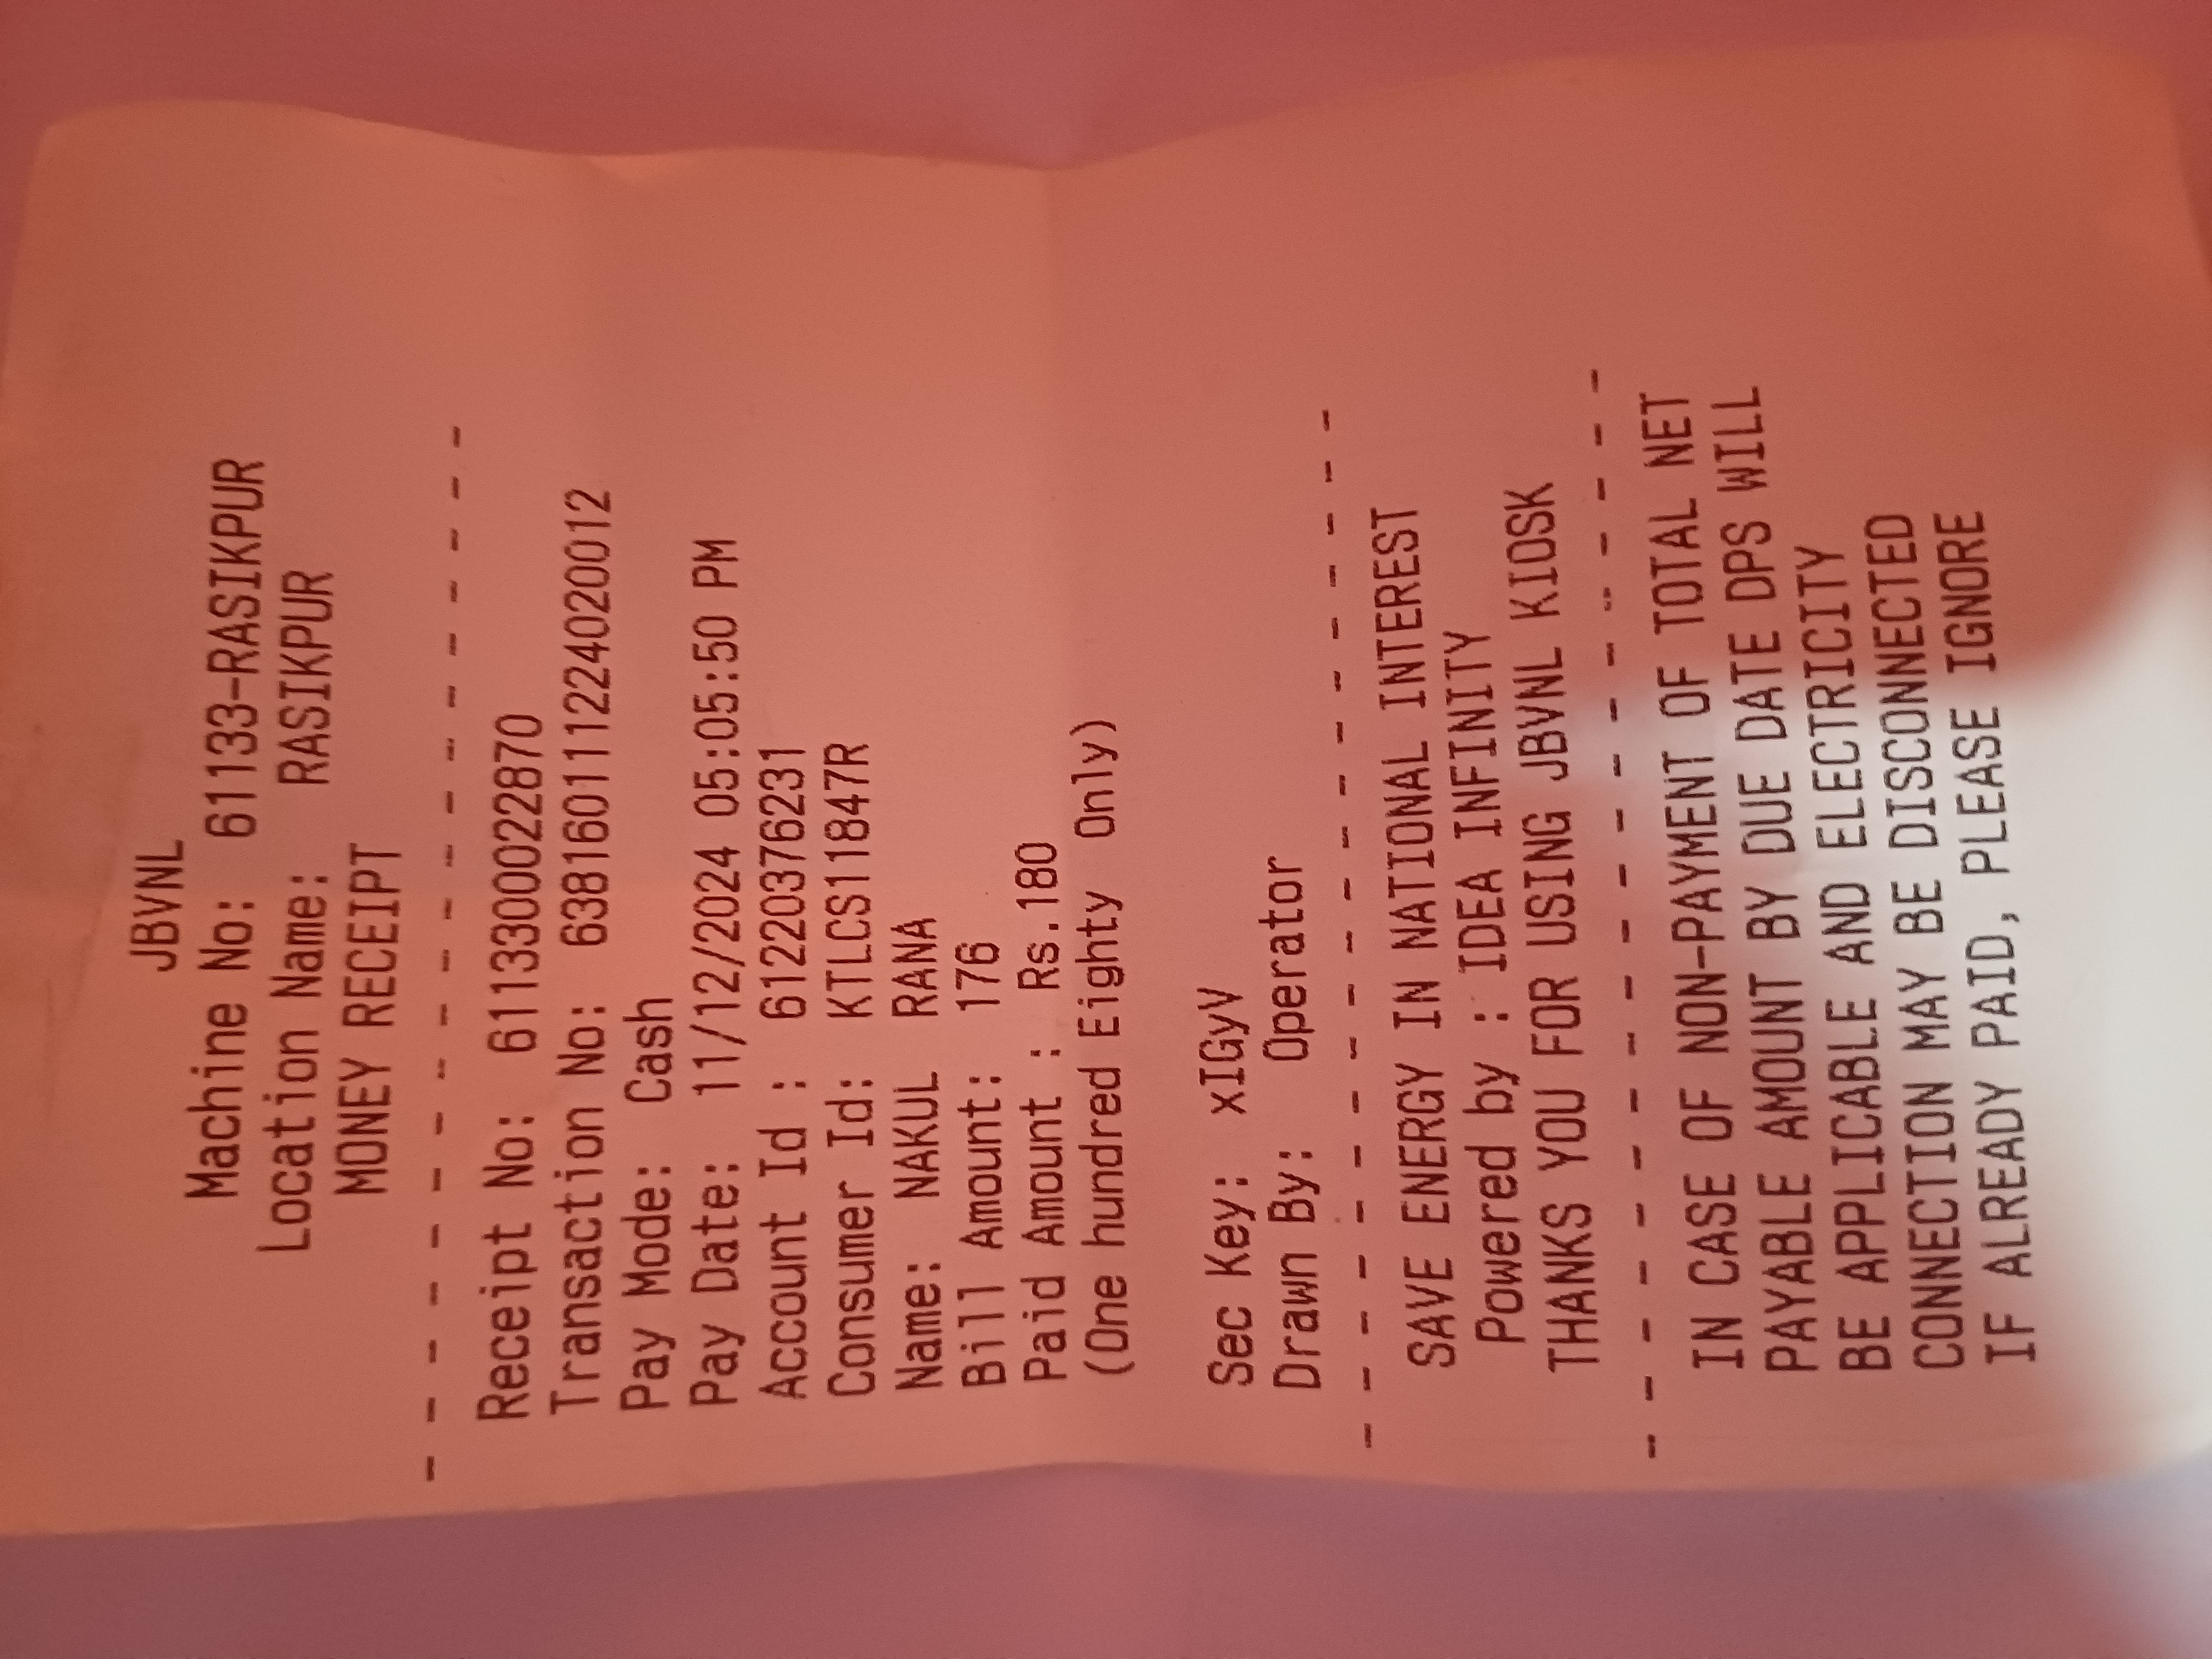 JBVNL
Machine No: 61133-RASIKPUR
Location Name: RASIKPUR
MONEY RECEIPT
- - - - - - - - - - - - - - - - -
Receipt No: 6113300022870
Transaction No: 63816011122402​0012
Pay Mode: Cash
Pay Date: 11/12/2024 05:05:50 PM
Account Id : 61220376231
Consumer Id: KTLCS11847R
Name: NAKUL RANA
Bill Amount: 176
Paid Amount : Rs.180
(One hundred Eighty Only)
Sec Key: xIGyV
Drawn By: Operator
- - - - - - - - - - - - - - - - - - -
SAVE ENERGY IN NATIONAL INTEREST
Powered by : IDEA INFINITY
THANKS YOU FOR USING JBVNL KIOSK
- - - - - - - - - - - - - - - - - - -
IN CASE OF NON-PAYMENT OF TOTAL NET
PAYABLE AMOUNT BY DUE DATE DPS WILL
BE APPLICABLE AND ELECTRICITY
CONNECTION MAY BE DISCONNECTED
IF ALREADY PAID, PLEASE IGNORE